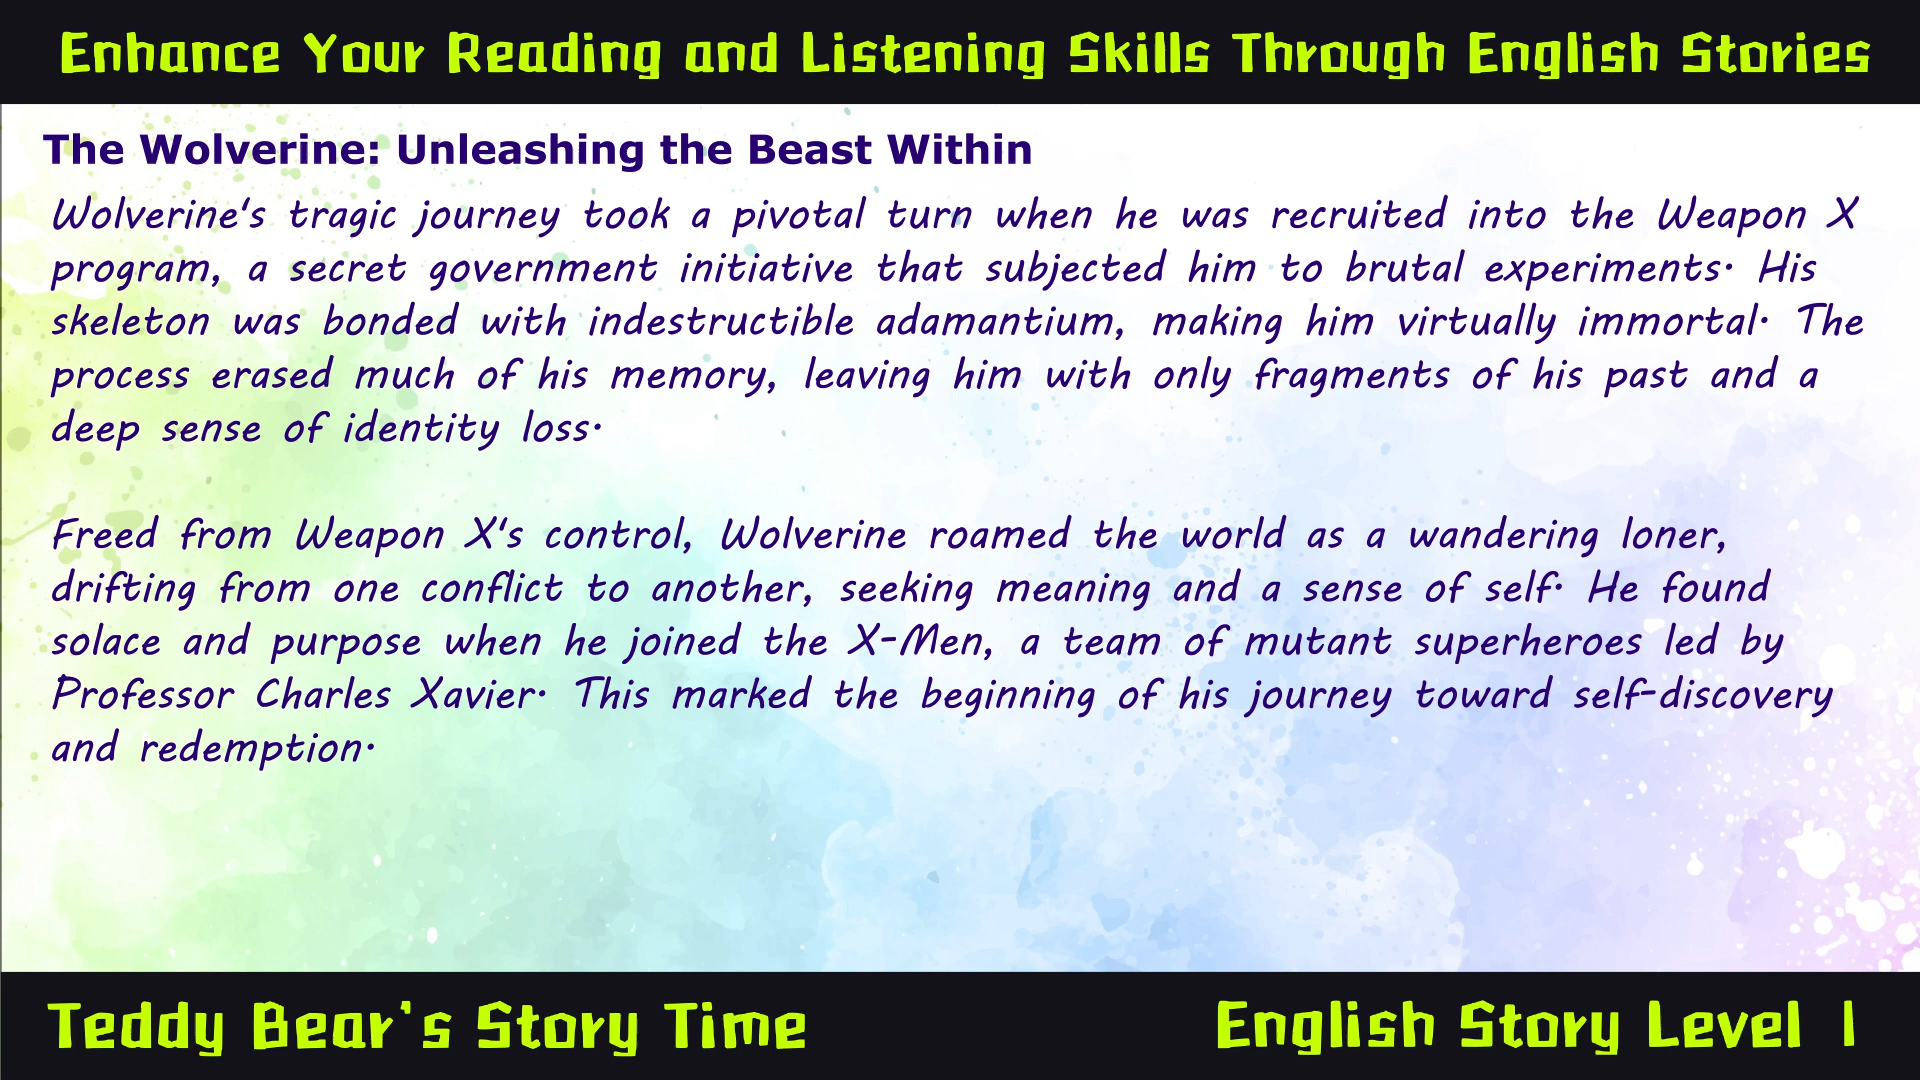 Enhance Your Reading and Listening Skills Through English Stories
The Wolverine: Unleashing the Beast Within
Wolverine's tragic journey took a pivotal turn when he was recruited into the Weapon X
program, a secret government initiative that subjected him to brutal experiments. His
skeleton was bonded with indestructible adamantium, making him virtually immortal. The
process erased much of his memory, leaving him with only fragments of his past and a
deep sense of identity loss.
Freed from Weapon X's control, Wolverine roamed the world as a wandering loner,
drifting from one conflict to another, seeking meaning and a sense of self. He found
solace and purpose when he joined the X-Men, a team of mutant superheroes led by
Professor Charles Xavier. This marked the beginning of his journey toward self-discovery
and redemption.
Teddy Bear's Story Time
English Story Level 1